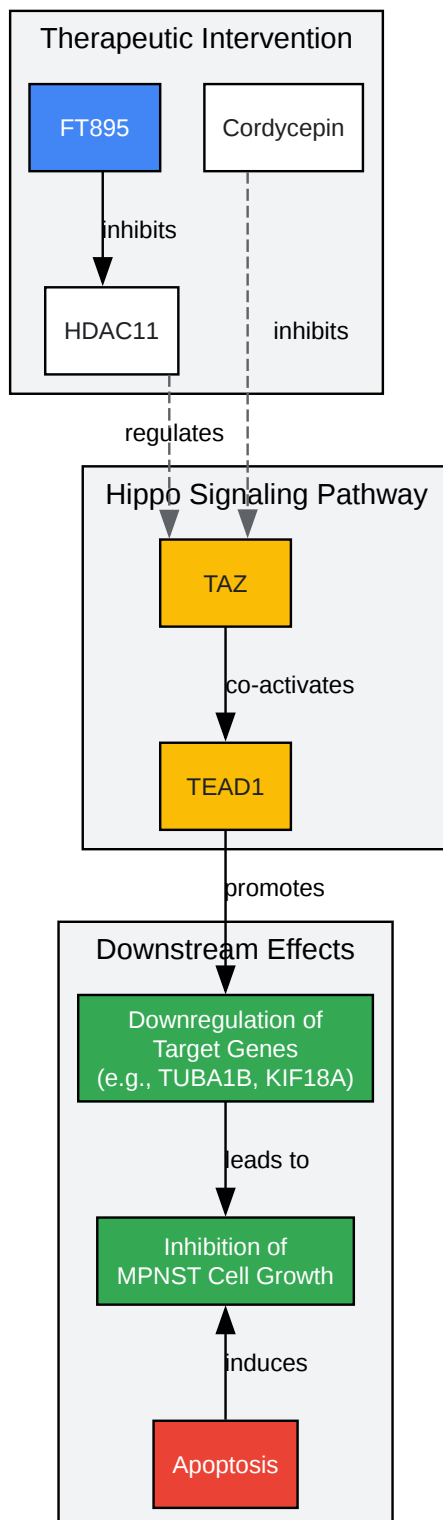 Therapeutic Intervention
FT895
Cordycepin
inhibits
HDAC11
inhibits
regulates
Hippo Signaling Pathway
TAZ
co-activates
TEAD1
promotes
Downstream Effects
Downregulation of
Target Genes
(e.g., TUBA1B, KIF18A)
leads to
Inhibition of
MPNST Cell Growth
induces
Apoptosis